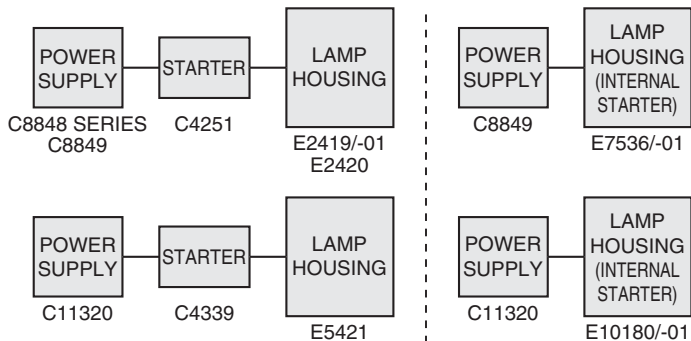 POWER
SUPPLY
C8848 SERIES
C8849
STARTER
C4251
LAMP
HOUSING
E2419/-01
E2420
POWER
SUPPLY
C8849
LAMP
HOUSING
(INTERNAL
STARTER)
E7536/-01
POWER
SUPPLY
C11320
STARTER
C4339
LAMP
HOUSING
E5421
POWER
SUPPLY
C11320
LAMP
HOUSING
(INTERNAL
STARTER)
E10180/-01